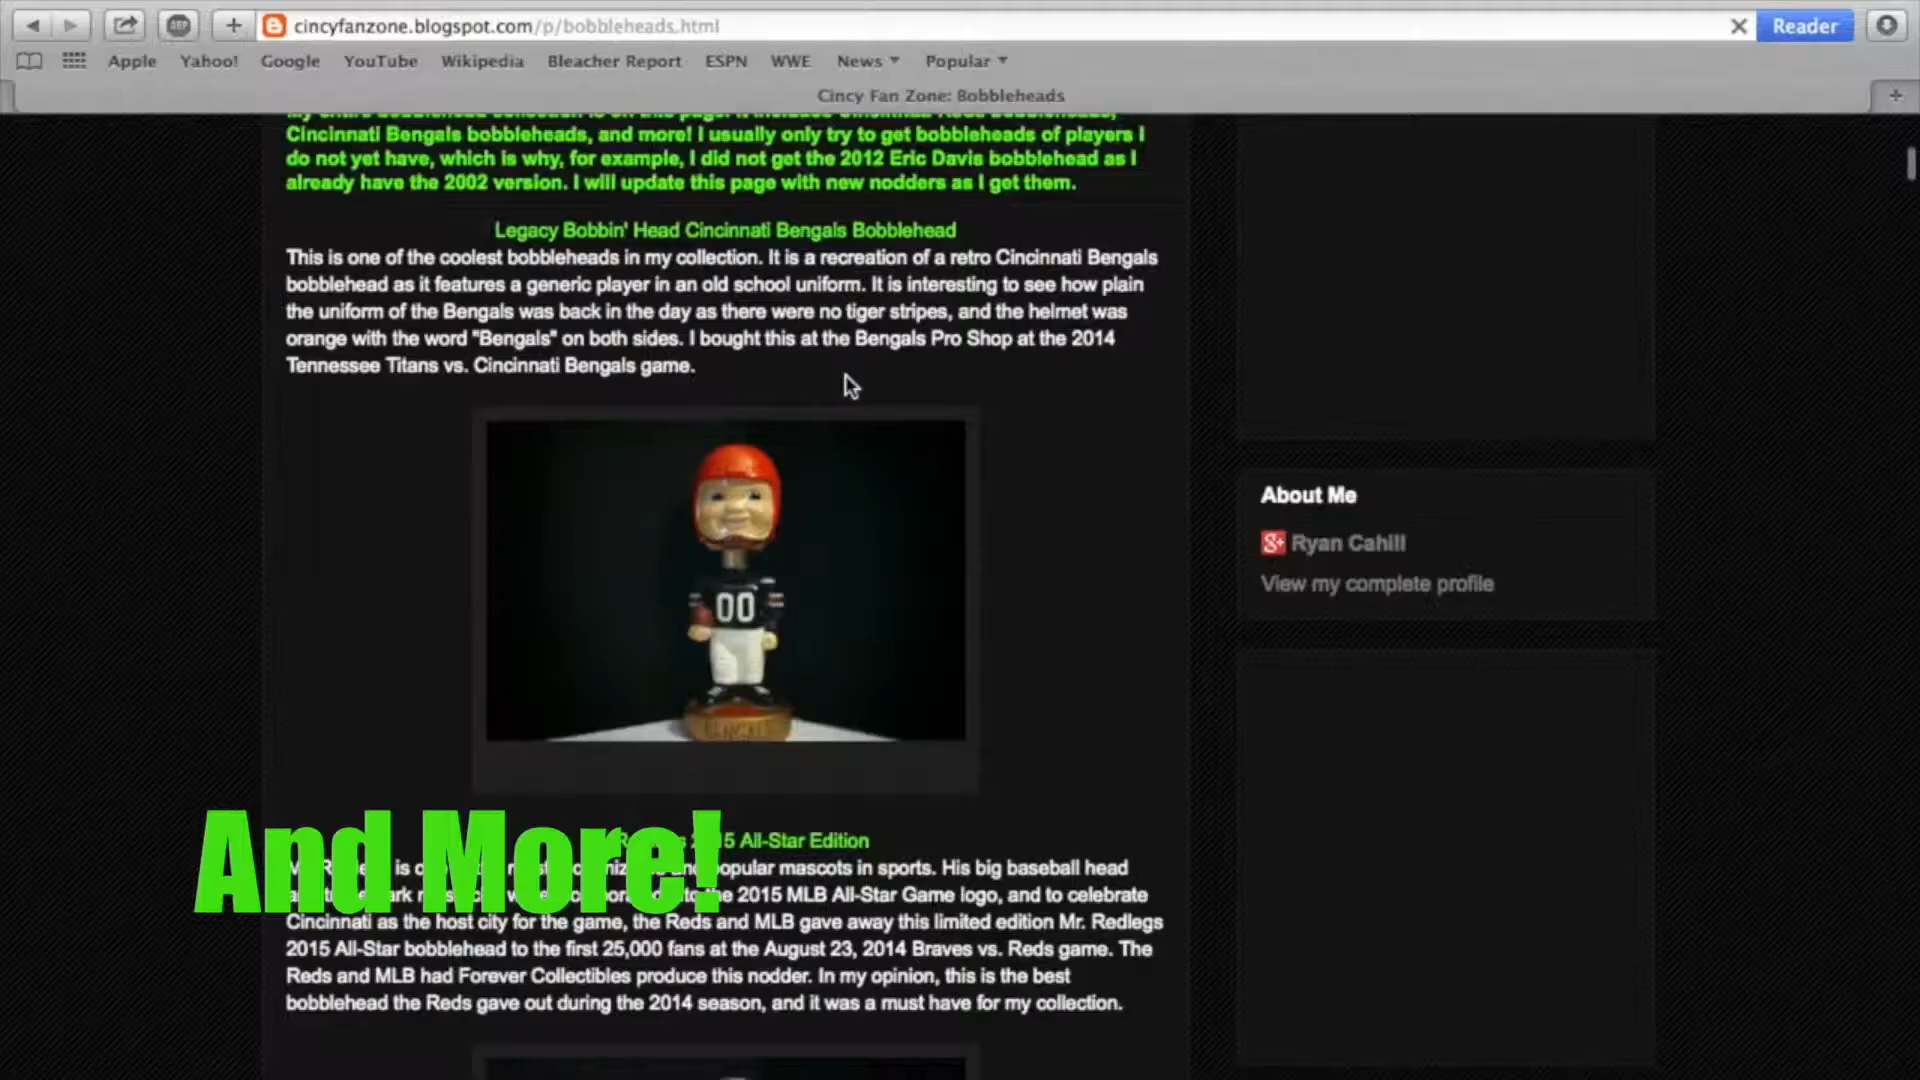 cincyfanzone.blogspot.com/p/bobbleheads.html
Reader
Apple Yahoo! Google YouTube Wikipedia Bleacher Report ESPN WWE News Popular
Cincy Fan Zone: Bobbleheads
Cincinnati Bengals bobbleheads, and more! I usually only try to get bobbleheads of players I
do not yet have, which is why, for example, I did not get the 2012 Eric Davis bobblehead as I
already have the 2002 version. I will update this page with new nodders as I get them.
Legacy Bobbin' Head Cincinnati Bengals Bobblehead
This is one of the coolest bobbleheads in my collection. It is a recreation of a retro Cincinnati Bengals
bobblehead as it features a generic player in an old school uniform. It is interesting to see how plain
the uniform of the Bengals was back in the day as there were no tiger stripes, and the helmet was
orange with the word "Bengals" on both sides. I bought this at the Bengals Pro Shop at the 2014
Tennessee Titans vs. Cincinnati Bengals game.
00
BENGALS
About Me
Ryan Cahill
View my complete profile
And More!
All-Star Edition
is popular mascots in sports. His big baseball head
the 2015 MLB All-Star Game logo, and to celebrate
Cincinnati as the host city for the game, the Reds and MLB gave away this limited edition Mr. Redlegs
2015 All-Star bobblehead to the first 25,000 fans at the August 23, 2014 Braves vs. Reds game. The
Reds and MLB had Forever Collectibles produce this nodder. In my opinion, this is the best
bobblehead the Reds gave out during the 2014 season, and it was a must have for my collection.